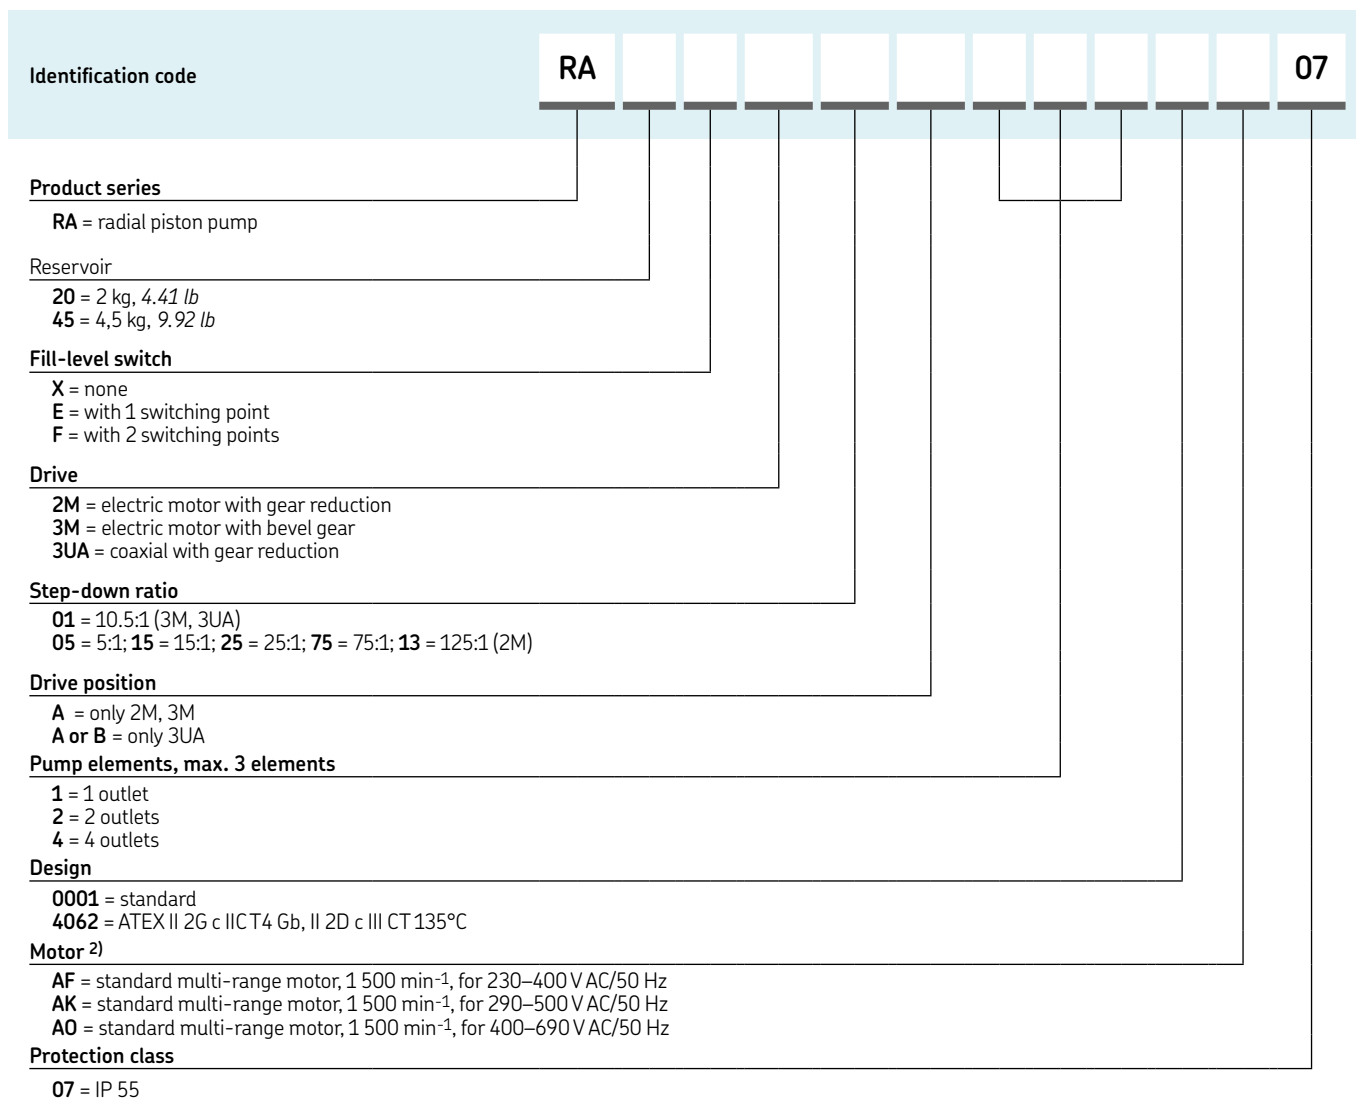 Identification code
RA 07
Product series
RA = radial piston pump
Reservoir
20 = 2 kg, 4.41 lb
45 = 4,5 kg, 9.92 lb
Fill-level switch
X = none
E = with 1 switching point
F = with 2 switching points
Drive
2M = electric motor with gear reduction
3M = electric motor with bevel gear
3UA = coaxial with gear reduction
Step-down ratio
01 = 10.5:1 (3M, 3UA)
05 = 5:1; 15 = 15:1; 25 = 25:1; 75 = 75:1; 13 = 125:1 (2M)
Drive position
A = only 2M, 3M
A or B = only 3UA
Pump elements, max. 3 elements
1 = 1 outlet
2 = 2 outlets
4 = 4 outlets
Design
0001 = standard
4062 = ATEX II 2G c IIC T4 Gb, II 2D c III CT 135°C
Motor 2)
AF = standard multi-range motor, 1 500 min-1, for 230–400 V AC/50 Hz
AK = standard multi-range motor, 1 500 min-1, for 290–500 V AC/50 Hz
AO = standard multi-range motor, 1 500 min-1, for 400–690 V AC/50 Hz
Protection class
07 = IP 55